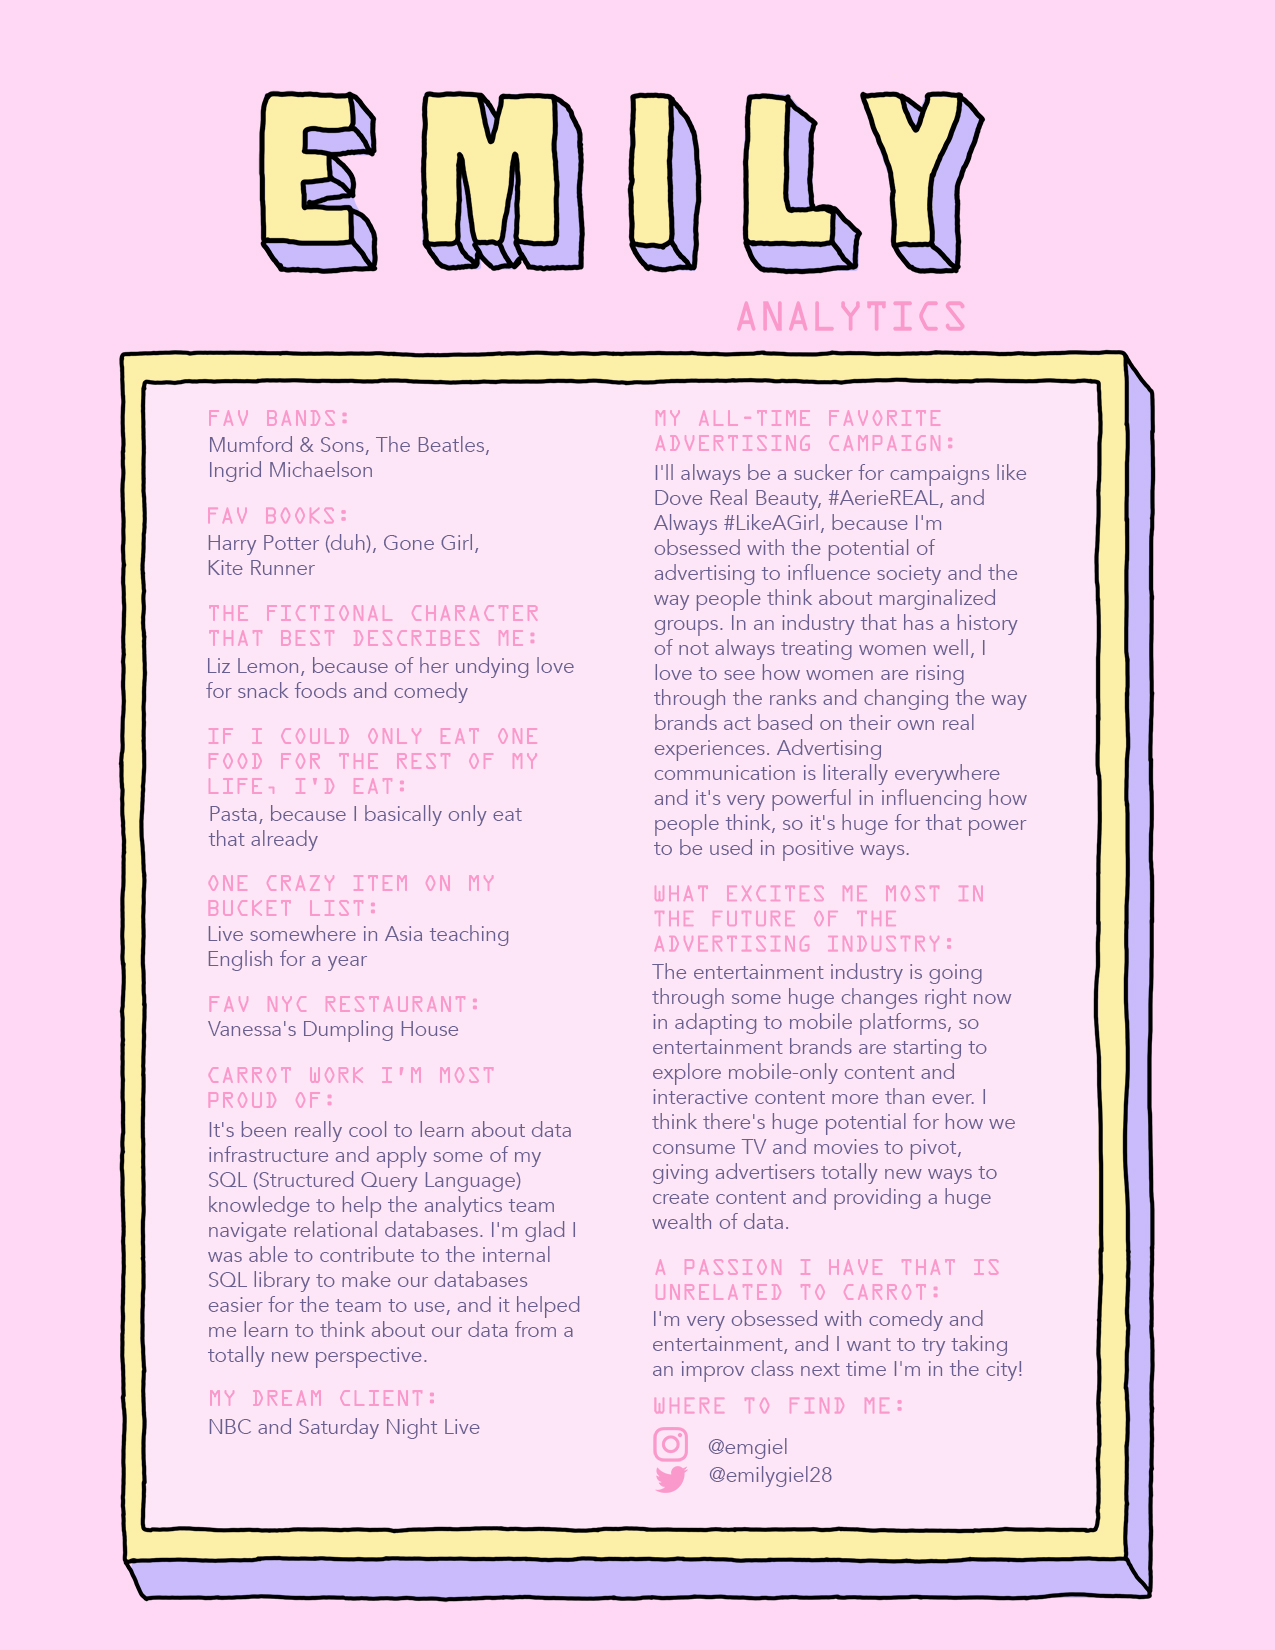 EMILY
ANALYTICS
FAV BANDS:
Mumford & Sons, The Beatles,
Ingrid Michaelson
FAV BOOKS:
Harry Potter (duh), Gone Girl,
Kite Runner
THE FICTIONAL CHARACTER
THAT BEST DESCRIBES ME:
Liz Lemon, because of her undying love
for snack foods and comedy
IF I COULD ONLY EAT ONE
FOOD FOR THE REST OF MY
LIFE, I'D EAT:
Pasta, because I basically only eat
that already
ONE CRAZY ITEM ON MY
BUCKET LIST:
Live somewhere in Asia teaching
English for a year
FAV NYC RESTAURANT:
Vanessa's Dumpling House
CARROT WORK I'M MOST
PROUD OF:
It's been really cool to learn about data
infrastructure and apply some of my
SQL (Structured Query Language)
knowledge to help the analytics team
navigate relational databases. I'm glad I
was able to contribute to the internal
SQL library to make our databases
easier for the team to use, and it helped
me learn to think about our data from a
totally new perspective.
MY DREAM CLIENT:
NBC and Saturday Night Live
MY ALL-TIME FAVORITE
ADVERTISING CAMPAIGN:
I'll always be a sucker for campaigns like
Dove Real Beauty, #AerieREAL, and
Always #LikeAGirl, because I'm
obsessed with the potential of
advertising to influence society and the
way people think about marginalized
groups. In an industry that has a history
of not always treating women well, I
love to see how women are rising
through the ranks and changing the way
brands act based on their own real
experiences. Advertising
communication is literally everywhere
and it's very powerful in influencing how
people think, so it's huge for that power
to be used in positive ways.
WHAT EXCITES ME MOST IN
THE FUTURE OF THE
ADVERTISING INDUSTRY:
The entertainment industry is going
through some huge changes right now
in adapting to mobile platforms, so
entertainment brands are starting to
explore mobile-only content and
interactive content more than ever. I
think there's huge potential for how we
consume TV and movies to pivot,
giving advertisers totally new ways to
create content and providing a huge
wealth of data.
A PASSION I HAVE THAT IS
UNRELATED TO CARROT:
I'm very obsessed with comedy and
entertainment, and I want to try taking
an improv class next time I'm in the city!
WHERE TO FIND ME:
@emgiel
@emilygiel28